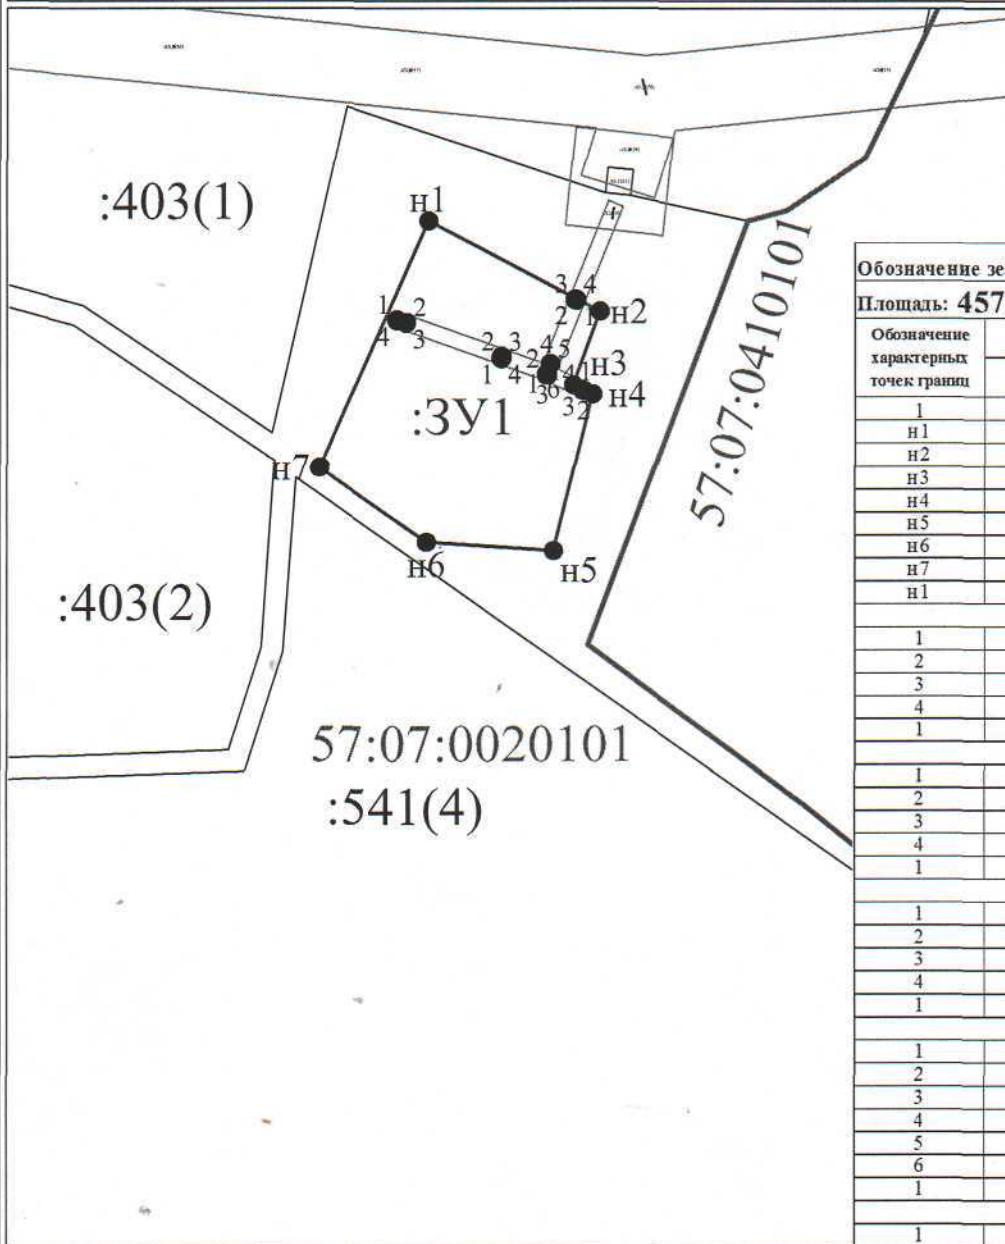 :403(1)
н1
3 4
2 1
н2
57:07:0410101
1 2
4 3
2 3
1 4
4 5
2
1
3 6
4 1
3 2
н3
н4
:ЗУ1
н7
н6
н5
:403(2)
57:07:0020101
:541(4)
Обозначение зе
Площадь: 457
Обозначение
характерных
точек границ
1
н1
н2
н3
н4
н5
н6
н7
н1
1
2
3
4
1
1
2
3
4
1
1
2
3
4
1
1
2
3
4
5
6
1
1